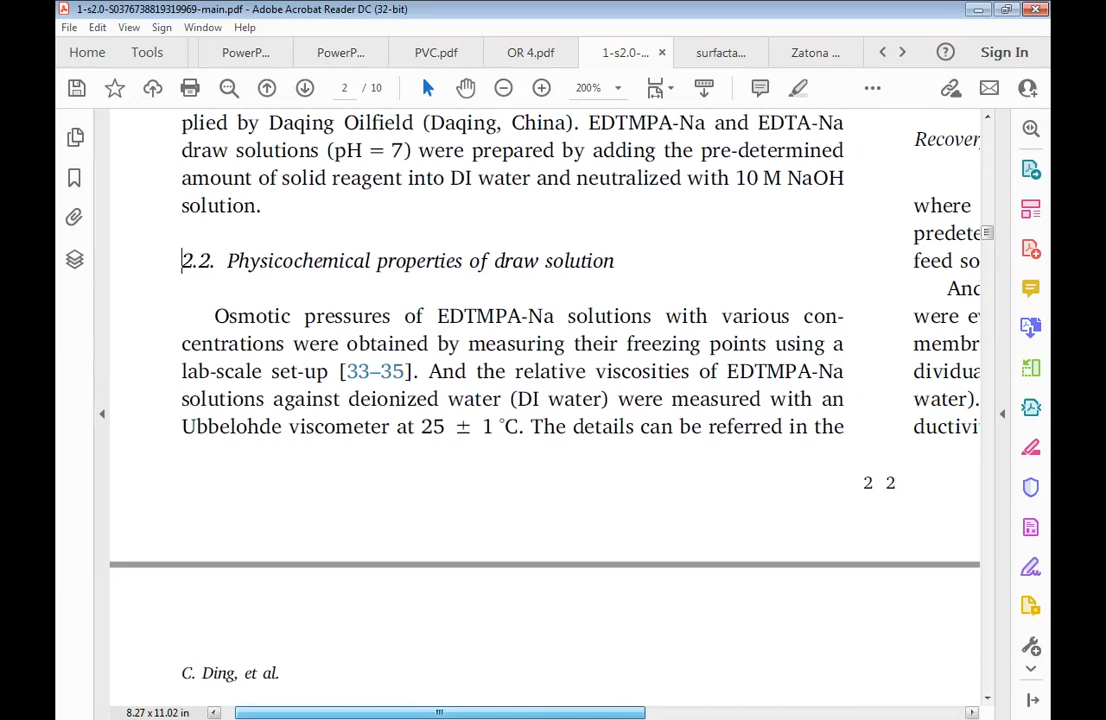 1-s2.0-S0376738819319969-main.pdf - Adobe Acrobat Reader DC (32-bit)
File Edit View Sign Window Help
Home Tools PowerP... PowerP... PVC.pdf OR 4.pdf 1-s2.0-... × surfacta... Zatona ... Sign In
2 / 10 200%
plied by Daqing Oilfield (Daqing, China). EDTMPA-Na and EDTA-Na
draw solutions (pH = 7) were prepared by adding the pre-determined
amount of solid reagent into DI water and neutralized with 10 M NaOH
solution.
2.2. Physicochemical properties of draw solution
Osmotic pressures of EDTMPA-Na solutions with various con-
centrations were obtained by measuring their freezing points using a
lab-scale set-up [33–35]. And the relative viscosities of EDTMPA-Na
solutions against deionized water (DI water) were measured with an
Ubbelohde viscometer at 25 ± 1 °C. The details can be referred in the
Recovery
where
predete
feed so
And
were e
membr
dividua
water).
ductivi
2 2
C. Ding, et al.
8.27 x 11.02 in